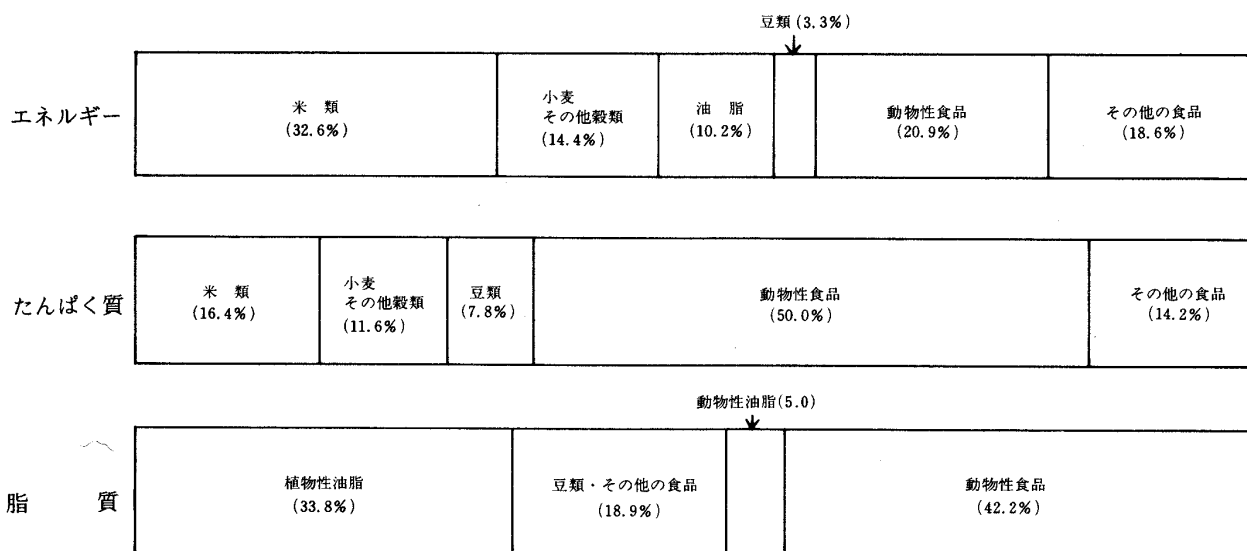 豆類(3.3%)
エネルギー
米 類
(32.6%)
小麦
その他穀類
(14.4%)
油 脂
(10.2%)
動物性食品
(20.9%)
その他の食品
(18.6%)
たんぱく質
米 類
(16.4%)
小麦
その他穀類
(11.6%)
豆類
(7.8%)
動物性食品
(50.0%)
その他の食品
(14.2%)
動物性油脂(5.0)
脂 質
植物性油脂
(33.8%)
豆類・その他の食品
(18.9%)
動物性食品
(42.2%)